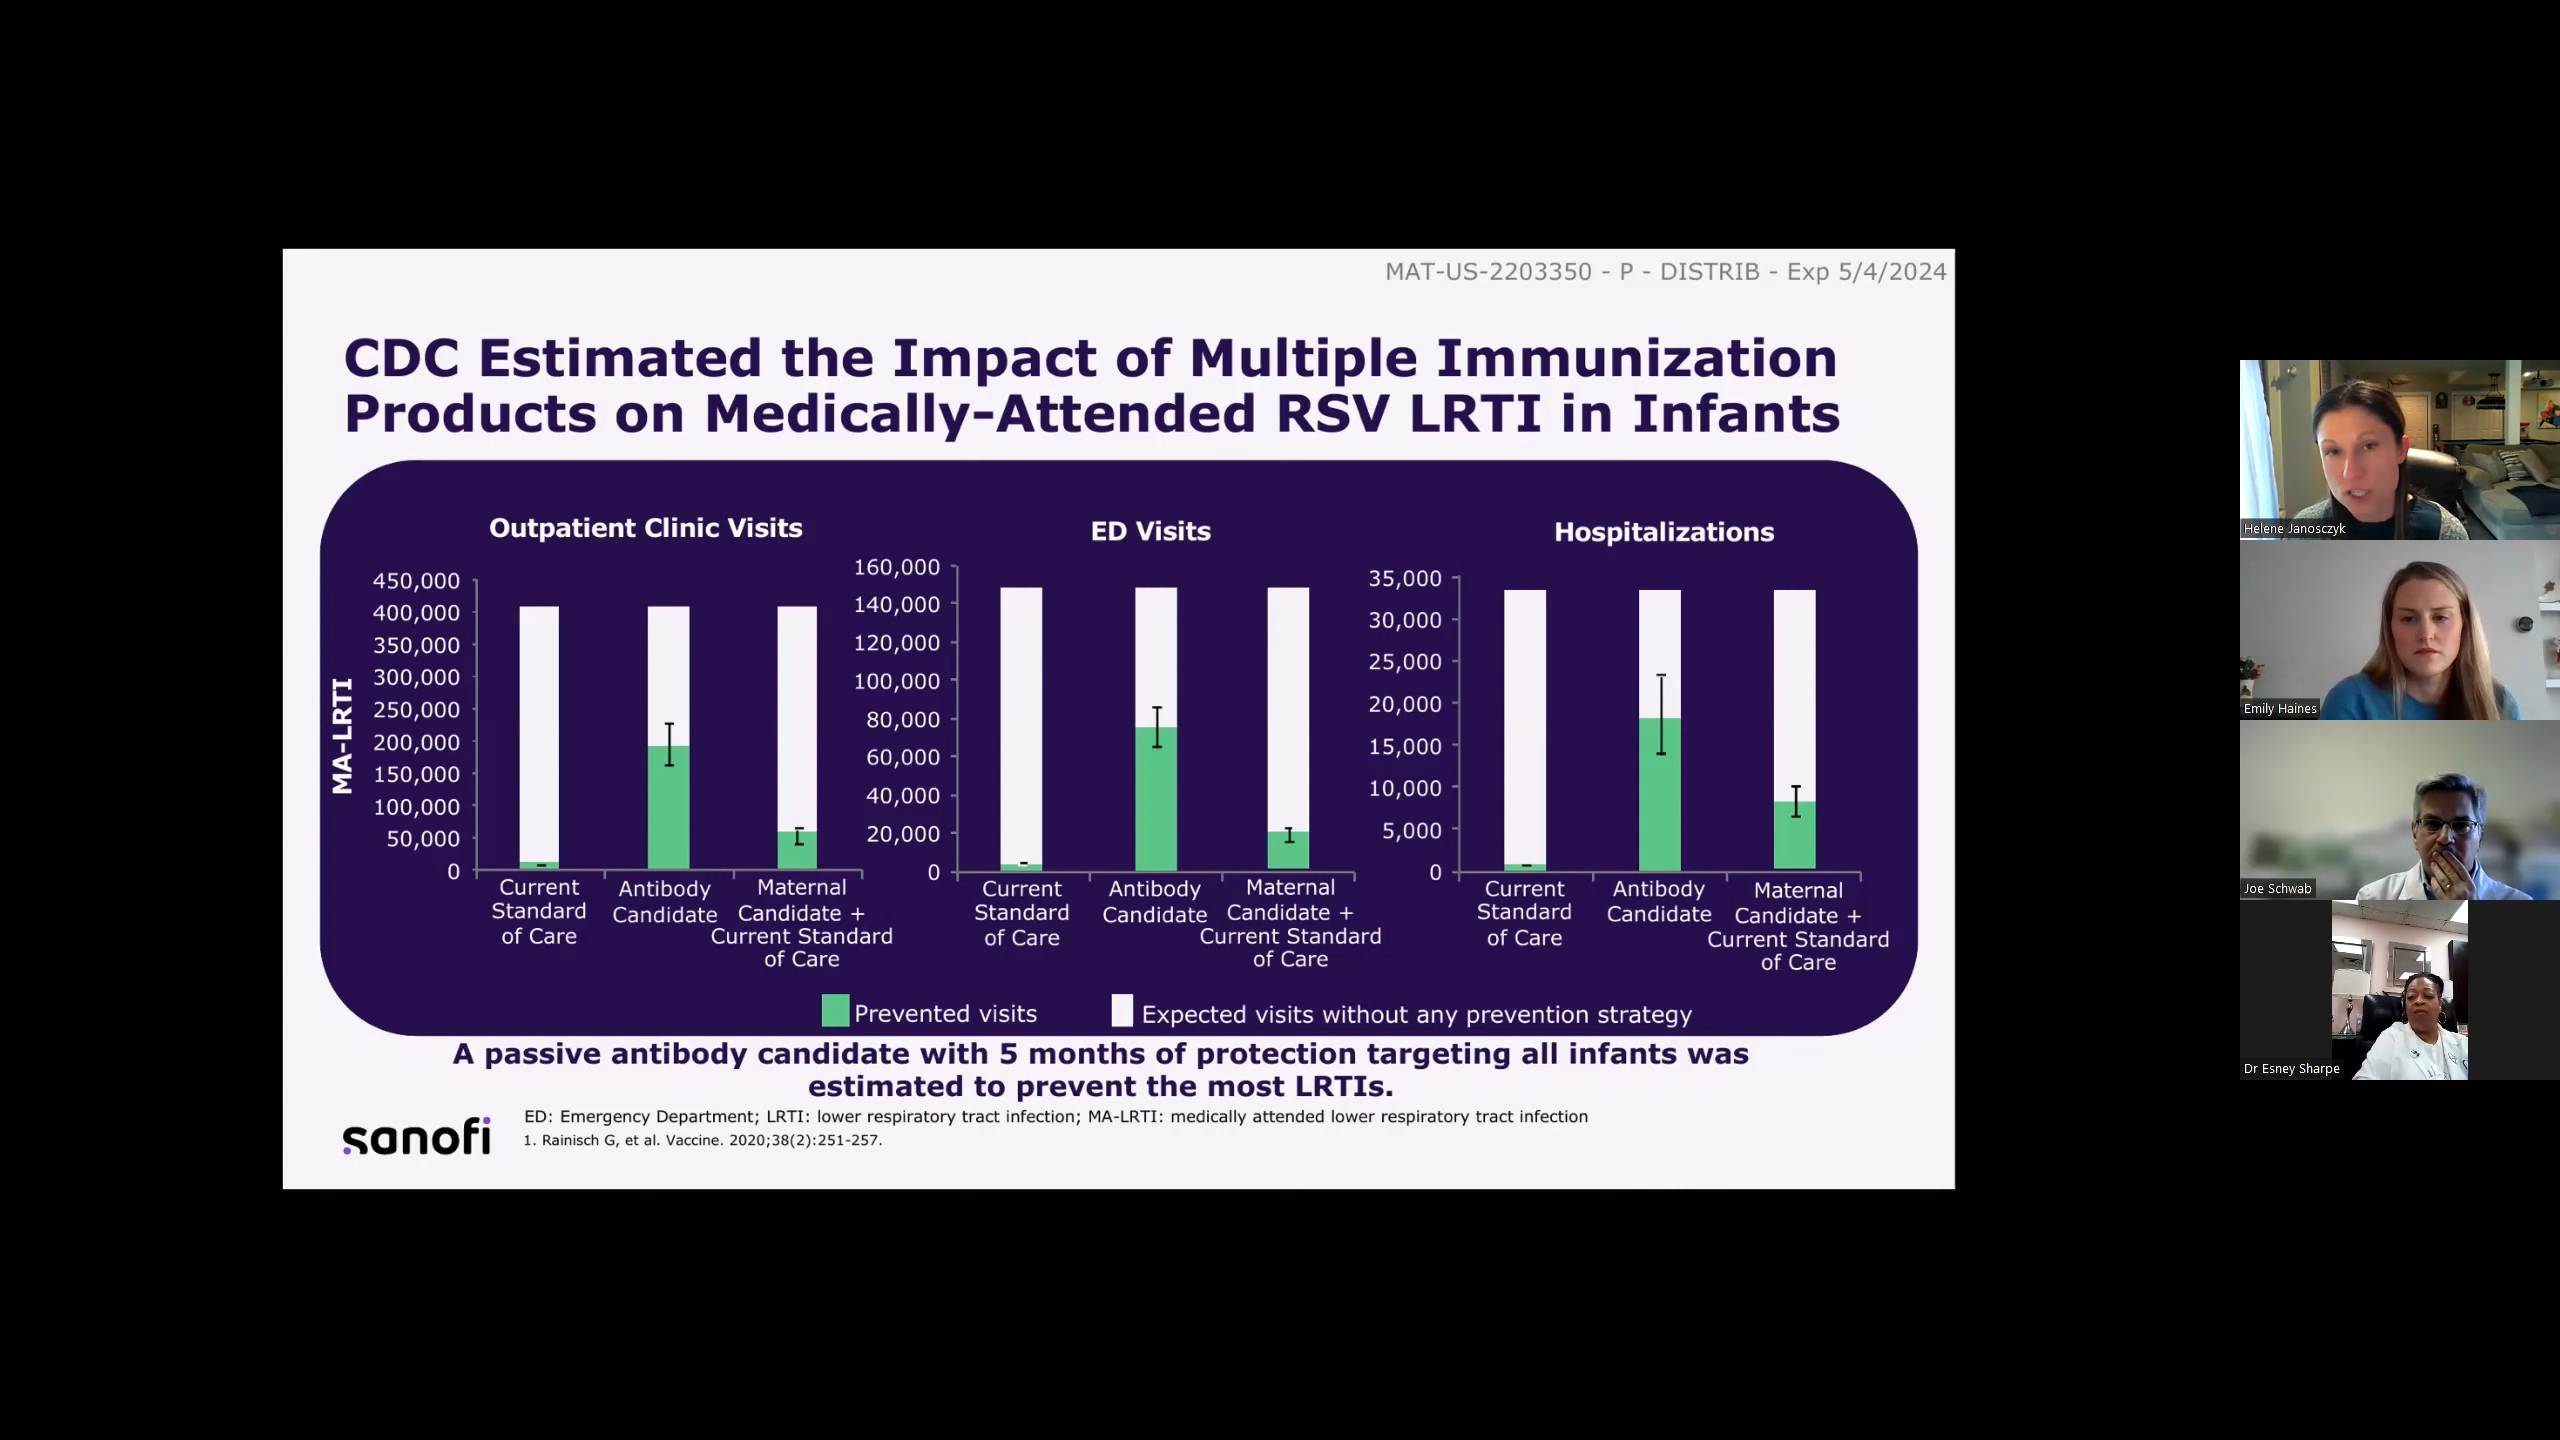 MAT-US-2203350 - P - DISTRIB - Exp 5/4/2024
CDC Estimated the Impact of Multiple Immunization
Products on Medically-Attended RSV LRTI in Infants
MA-LRTI
Outpatient Clinic Visits
450,000
400,000
350,000
300,000
250,000
200,000
150,000
100,000
50,000
0
Current
Standard
of Care
Antibody
Candidate
Maternal
Candidate +
Current Standard
of Care
ED Visits
160,000
140,000
120,000
100,000
80,000
60,000
40,000
20,000
0
Current
Standard
of Care
Antibody
Candidate
Maternal
Candidate +
Current Standard
of Care
Hospitalizations
35,000
30,000
25,000
20,000
15,000
10,000
5,000
0
Current
Standard
of Care
Antibody
Candidate
Maternal
Candidate +
Current Standard
of Care
Prevented visits
Expected visits without any prevention strategy
A passive antibody candidate with 5 months of protection targeting all infants was
estimated to prevent the most LRTIs.
ED: Emergency Department; LRTI: lower respiratory tract infection; MA-LRTI: medically attended lower respiratory tract infection
1. Rainisch G, et al. Vaccine. 2020;38(2):251-257.
sanofi
Helene Janosczyk
Emily Haines
Joe Schwab
Dr Esney Sharpe